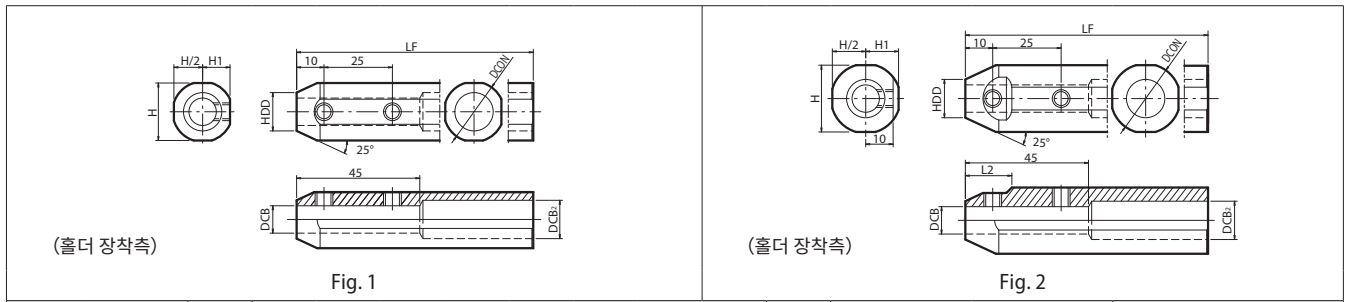 LF
10
25
H/2
H1
DCON
H
HDD
25°
45
DCB
DCB2
(홀더 장착측)
Fig. 1
LF
10
25
H/2
H1
DCON
H
HDD
10
25°
45
L2
DCB
DCB2
(홀더 장착측)
Fig. 2